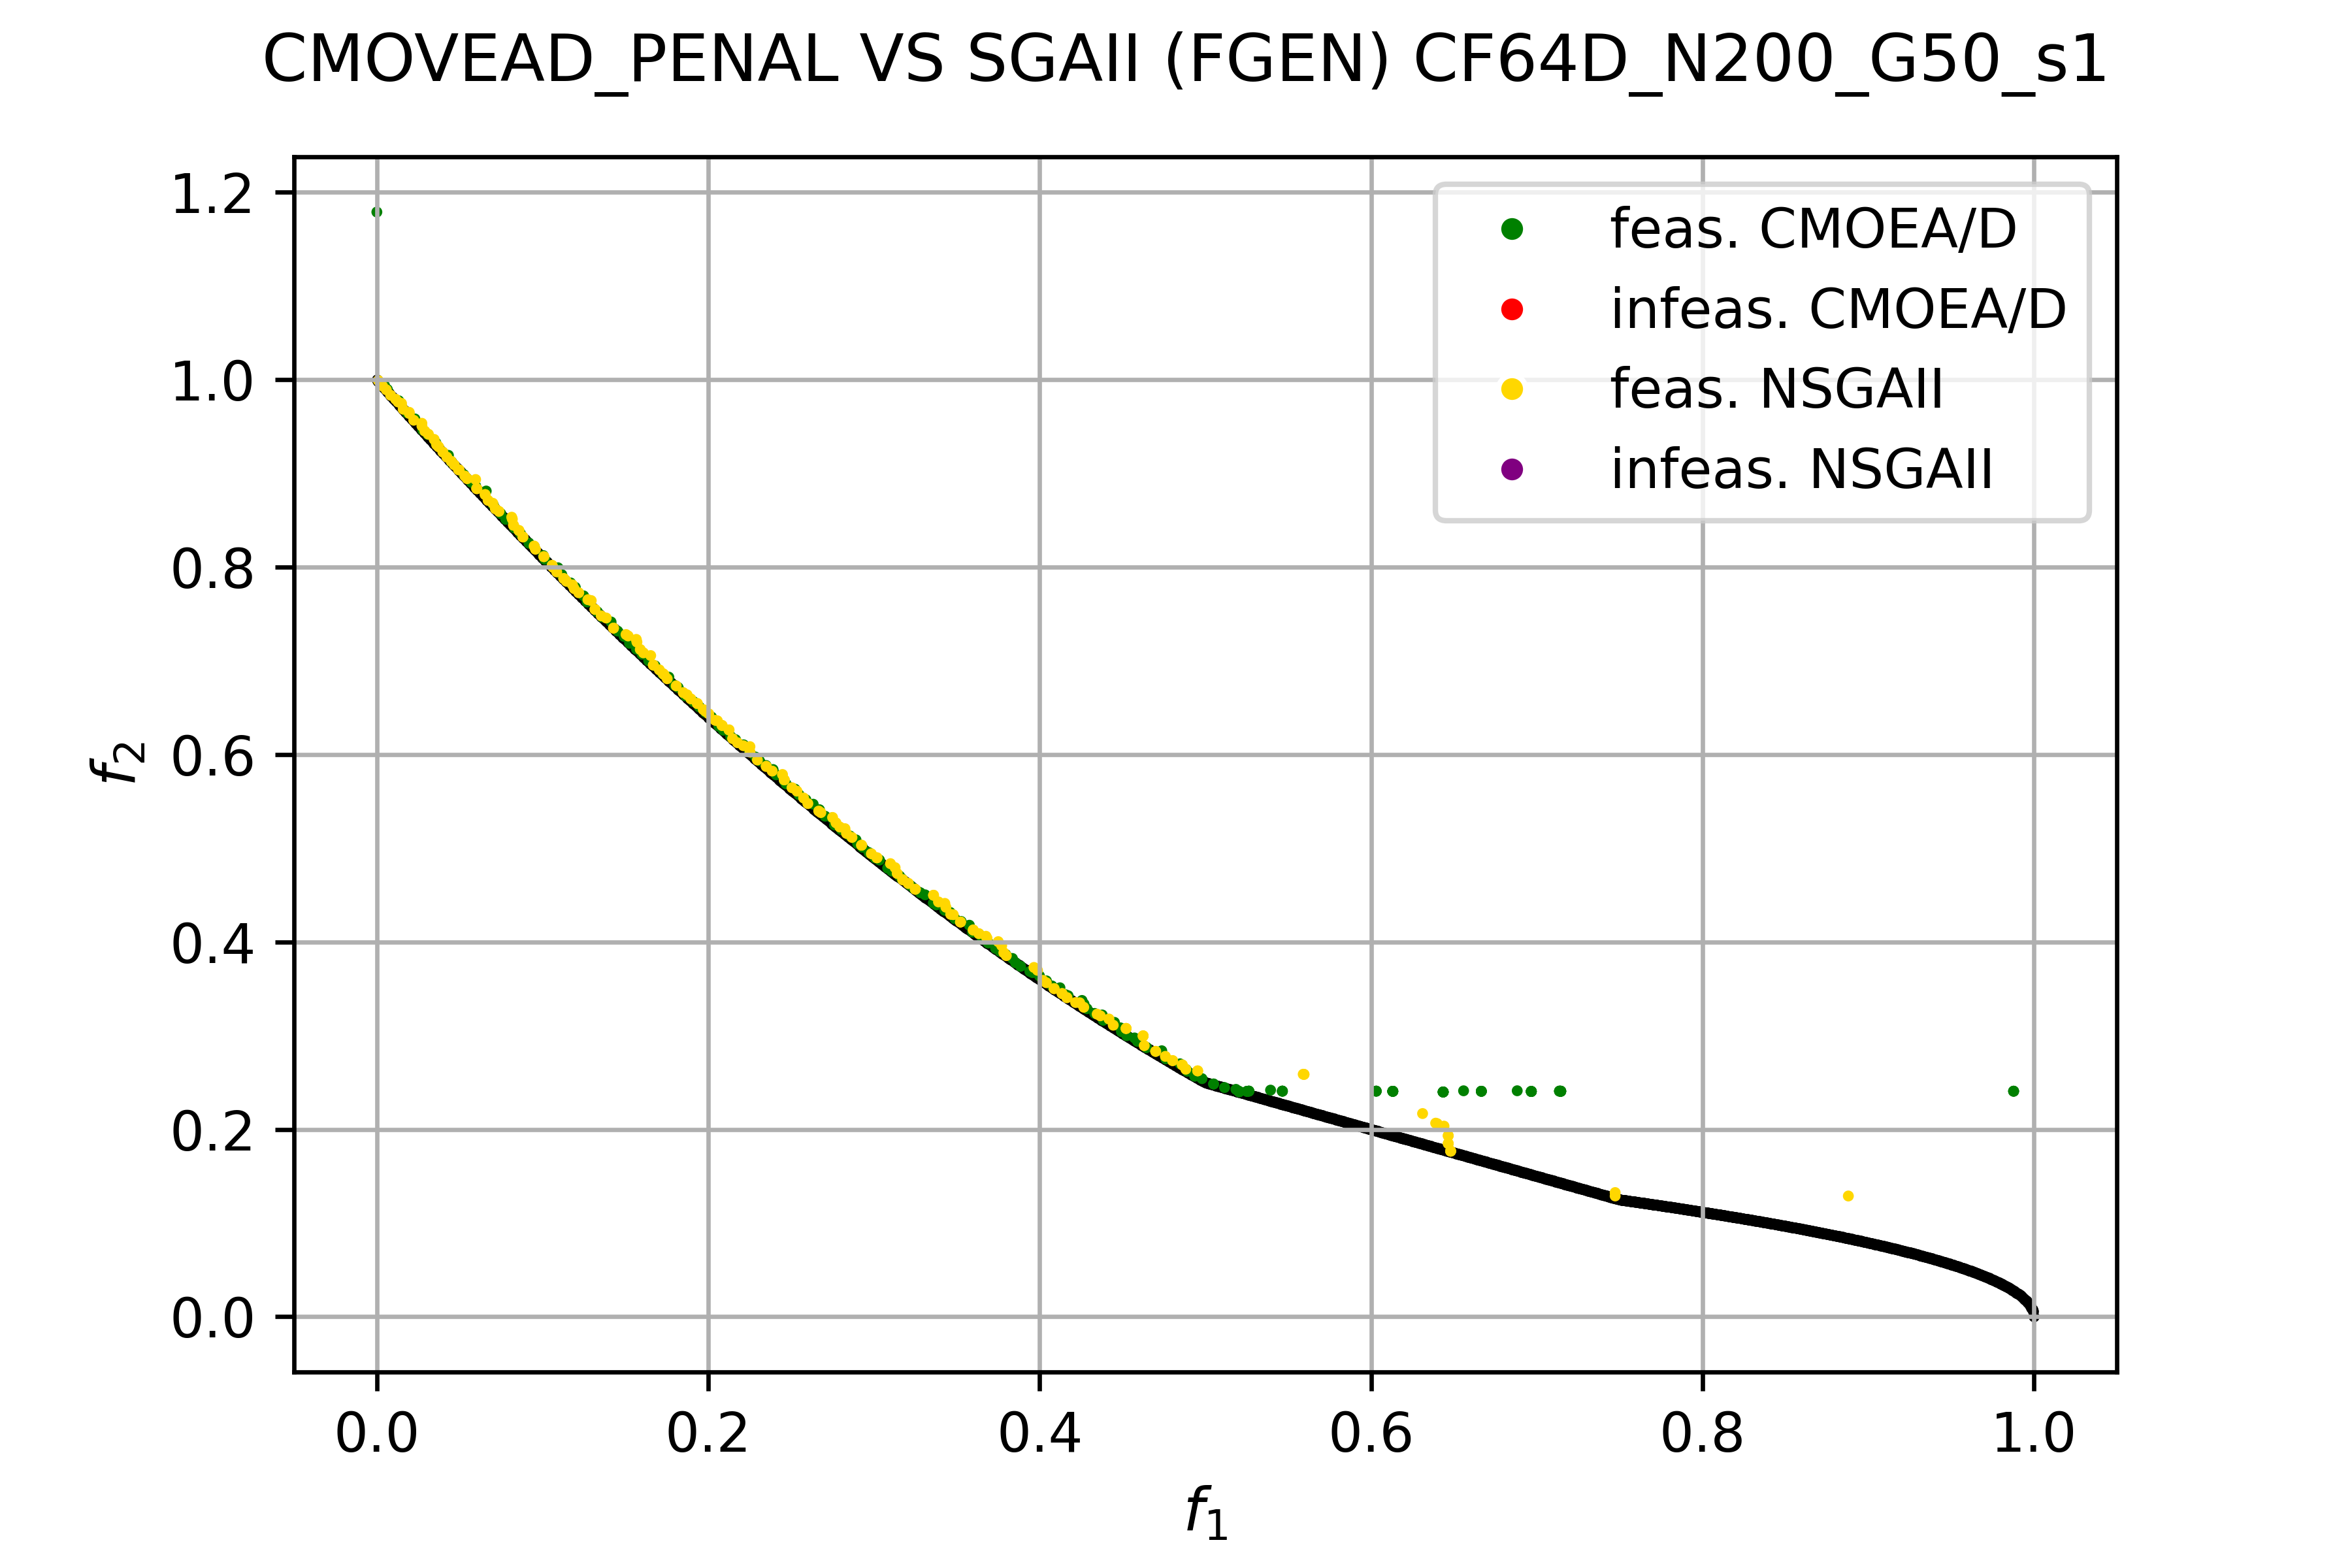 CMOVEAD_PENAL VS SGAII (FGEN) CF64D_N200_G50_s1
feas. CMOEA/D
infeas. CMOEA/D
feas. NSGAII
infeas. NSGAII
1.2
1.0
0.8
0.6
0.4
0.2
0.0
f2
0.0 0.2 0.4 0.6 0.8 1.0
f1